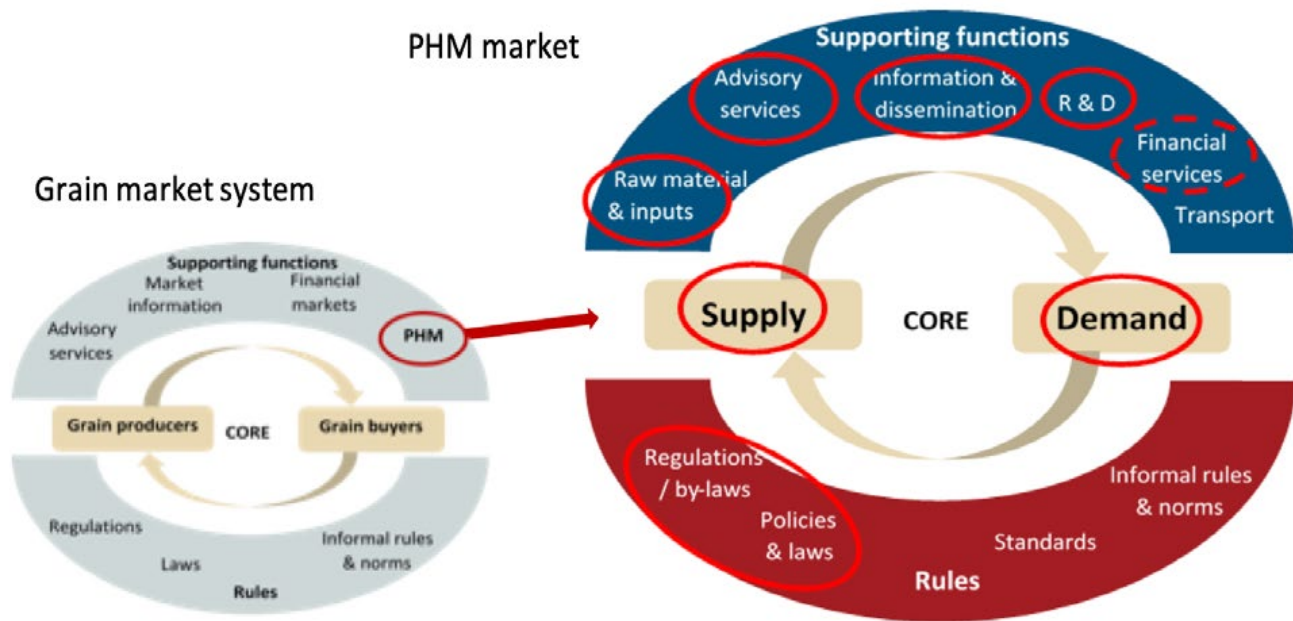 PHM market
Grain market system
Supporting functions
Market
information
Financial
markets
Advisory
services
PHM
Grain producers
CORE
Grain buyers
Regulations
Laws
Informal rules
& norms
Rules
Supporting functions
Advisory
services
Information &
dissemination
R & D
Financial
services
Raw material
& inputs
Transport
Supply
CORE
Demand
Regulations
/ by-laws
Policies
& laws
Informal rules
& norms
Standards
Rules